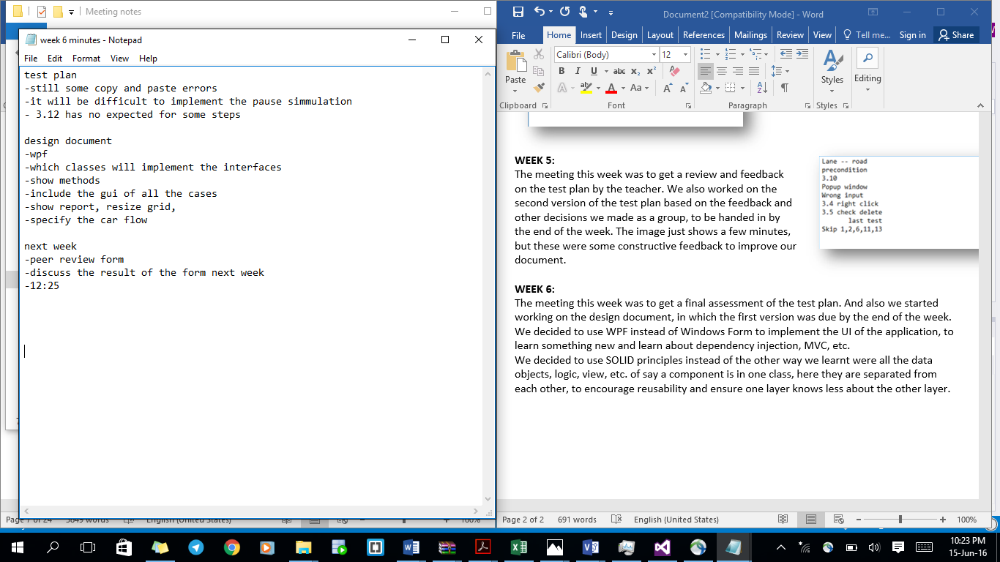 Meeting notes
week 6 minutes - Notepad
File Edit Format View Help
test plan
-still some copy and paste errors
-it will be difficult to implement the pause simmulation
- 3.12 has no expected for some steps
design document
-wpf
-which classes will implement the interfaces
-show methods
-include the gui of all the cases
-show report, resize grid,
-specify the car flow
next week
-peer review form
-discuss the result of the form next week
-12:25
Page 7 of 24 5849 words English (United States) 100%
Document2 [Compatibility Mode] - Word
File Home Insert Design Layout References Mailings Review View Tell me... Sign in Share
Paste
Calibri (Body) 12
B I U abc x₂ x²
A aby A Aa A A
Styles
Editing
Clipboard Font Paragraph Styles
WEEK 5:
The meeting this week was to get a review and feedback
on the test plan by the teacher. We also worked on the
second version of the test plan based on the feedback and
other decisions we made as a group, to be handed in by
the end of the week. The image just shows a few minutes,
but these were some constructive feedback to improve our
document.
Lane -- road
precondition
3.10
Popup window
Wrong input
3.4 right click
3.5 check delete
last test
Skip 1,2,6,11,13
WEEK 6:
The meeting this week was to get a final assessment of the test plan. And also we started
working on the design document, in which the first version was due by the end of the week.
We decided to use WPF instead of Windows Form to implement the UI of the application, to
learn something new and learn about dependency injection, MVC, etc.
We decided to use SOLID principles instead of the other way we learnt were all the data
objects, logic, view, etc. of say a component is in one class, here they are separated from
each other, to encourage reusability and ensure one layer knows less about the other layer.
Page 2 of 2 691 words English (United States) 100%
10:23 PM
15-Jun-16